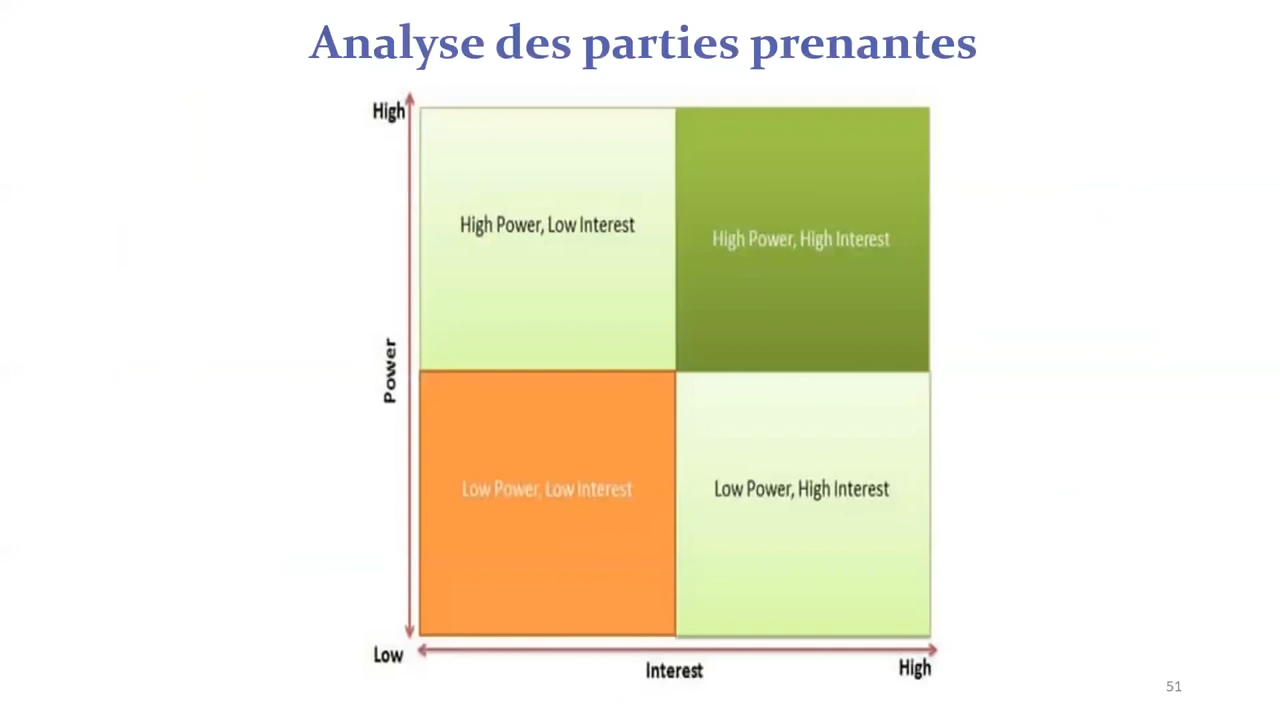 Analyse des parties prenantes
High
High Power, Low Interest
High Power, High Interest
Power
Low Power, Low Interest
Low Power, High Interest
Low
Interest
High
51